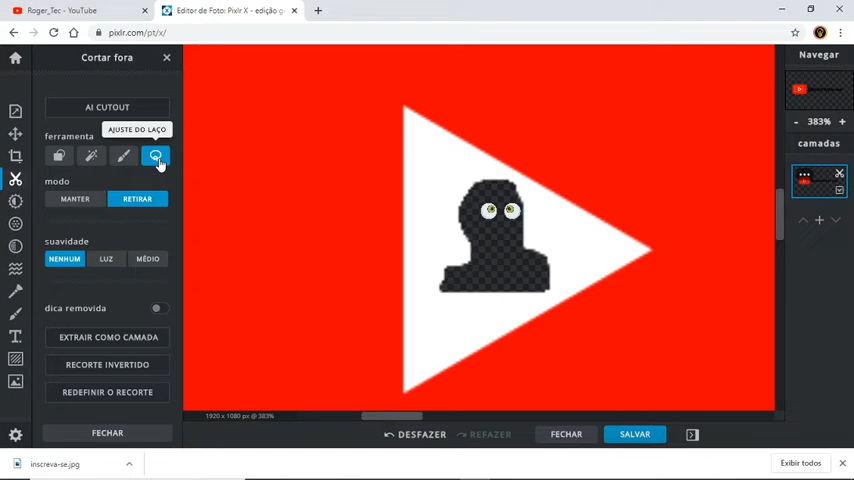 Roger_Tec - YouTube
Editor de Foto: Pixlr X - edição g
pixlr.com/pt/x/
Cortar fora
Navegar
AI CUTOUT
- 383% +
AJUSTE DO LAÇO
ferramenta
camadas
modo
MANTER
RETIRAR
suavidade
NENHUM
LUZ
MÉDIO
dica removida
EXTRAIR COMO CAMADA
RECORTE INVERTIDO
REDEFINIR O RECORTE
1920 x 1080 px @ 383%
FECHAR
DESFAZER
REFAZER
FECHAR
SALVAR
inscreva-se.jpg
Exibir todos